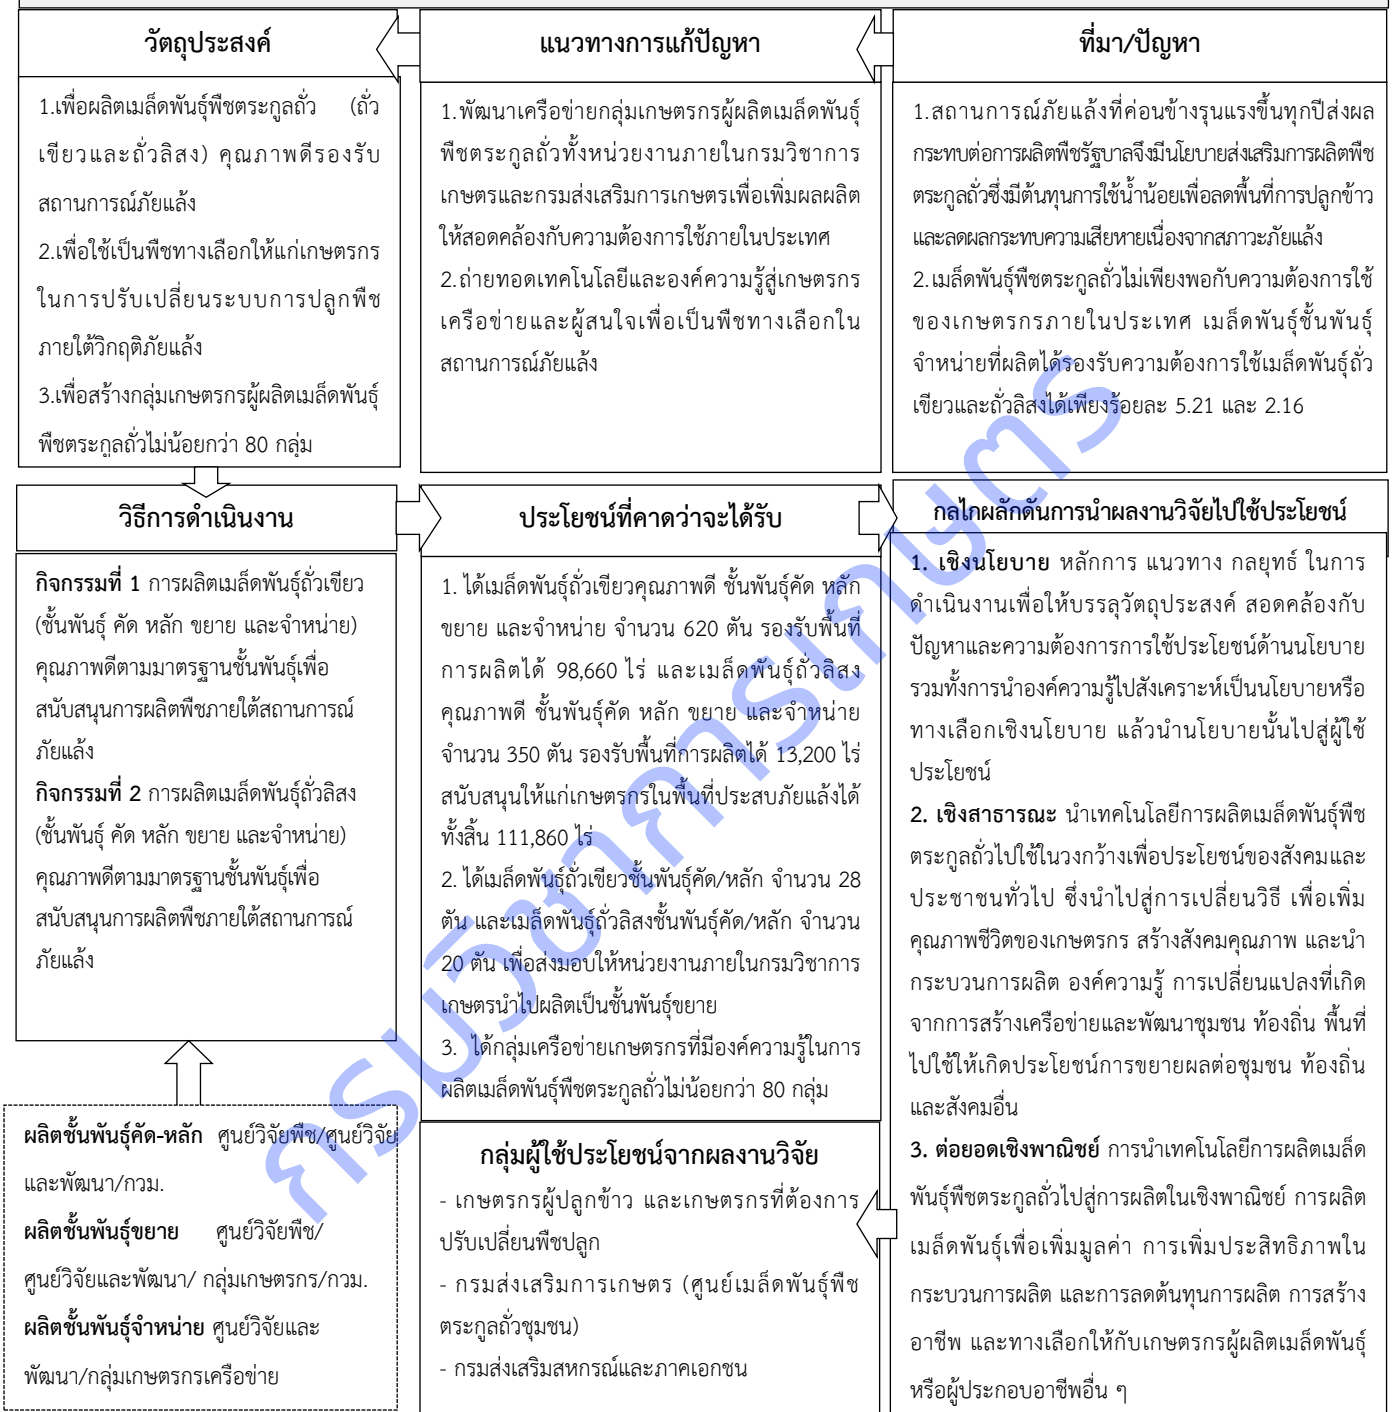 วัตถุประสงค์
1.เพื่อผลิตเมล็ดพันธุ์พืชตระกูลถั่ว (ถั่ว
เขียวและถั่วลิสง) คุณภาพดีรองรับ
สถานการณ์ภัยแล้ง
2.เพื่อใช้เป็นพืชทางเลือกให้แก่เกษตรกร
ในการปรับเปลี่ยนระบบการปลูกพืช
ภายใต้วิกฤติภัยแล้ง
3.เพื่อสร้างกลุ่มเกษตรกรผู้ผลิตเมล็ดพันธุ์
พืชตระกูลถั่วไม่น้อยกว่า 80 กลุ่ม
แนวทางการแก้ปัญหา
1.พัฒนาเครือข่ายกลุ่มเกษตรกรผู้ผลิตเมล็ดพันธุ์
พืชตระกูลถั่วทั้งหน่วยงานภายในกรมวิชาการ
เกษตรและกรมส่งเสริมการเกษตรเพื่อเพิ่มผลผลิต
ให้สอดคล้องกับความต้องการใช้ภายในประเทศ
2.ถ่ายทอดเทคโนโลยีและองค์ความรู้สู่เกษตรกร
เครือข่ายและผู้สนใจเพื่อเป็นพืชทางเลือกใน
สถานการณ์ภัยแล้ง
ที่มา/ปัญหา
1.สถานการณ์ภัยแล้งที่ค่อนข้างรุนแรงขึ้นทุกปีส่งผล
กระทบต่อการผลิตพืชรัฐบาลจึงมีนโยบายส่งเสริมการผลิตพืช
ตระกูลถั่วซึ่งมีต้นทุนการใช้น้ำน้อยเพื่อลดพื้นที่การปลูกข้าว
และลดผลกระทบความเสียหายเนื่องจากสภาวะภัยแล้ง
2.เมล็ดพันธุ์พืชตระกูลถั่วไม่เพียงพอกับความต้องการใช้
ของเกษตรกรภายในประเทศ เมล็ดพันธุ์ชั้นพันธุ์
จำหน่ายที่ผลิตได้รองรับความต้องการใช้เมล็ดพันธุ์ถั่ว
เขียวและถั่วลิสงได้เพียงร้อยละ 5.21 และ 2.16
วิธีการดำเนินงาน
กิจกรรมที่ 1 การผลิตเมล็ดพันธุ์ถั่วเขียว
(ชั้นพันธุ์ คัด หลัก ขยาย และจำหน่าย)
คุณภาพดีตามมาตรฐานชั้นพันธุ์เพื่อ
สนับสนุนการผลิตพืชภายใต้สถานการณ์
ภัยแล้ง
กิจกรรมที่ 2 การผลิตเมล็ดพันธุ์ถั่วลิสง
(ชั้นพันธุ์ คัด หลัก ขยาย และจำหน่าย)
คุณภาพดีตามมาตรฐานชั้นพันธุ์เพื่อ
สนับสนุนการผลิตพืชภายใต้สถานการณ์
ภัยแล้ง
ผลิตชั้นพันธุ์คัด-หลัก ศูนย์วิจัยพืช/ศูนย์วิจัย
และพัฒนา/กวม.
ผลิตชั้นพันธุ์ขยาย ศูนย์วิจัยพืช/
ศูนย์วิจัยและพัฒนา/ กลุ่มเกษตรกร/กวม.
ผลิตชั้นพันธุ์จำหน่าย ศูนย์วิจัยและ
พัฒนา/กลุ่มเกษตรกรเครือข่าย
ประโยชน์ที่คาดว่าจะได้รับ
1. ได้เมล็ดพันธุ์ถั่วเขียวคุณภาพดี ชั้นพันธุ์คัด หลัก
ขยาย และจำหน่าย จำนวน 620 ตัน รองรับพื้นที่
การผลิตได้ 98,660 ไร่ และเมล็ดพันธุ์ถั่วลิสง
คุณภาพดี ชั้นพันธุ์คัด หลัก ขยาย และจำหน่าย
จำนวน 350 ตัน รองรับพื้นที่การผลิตได้ 13,200 ไร่
สนับสนุนให้แก่เกษตรกรในพื้นที่ประสบภัยแล้งได้
ทั้งสิ้น 111,860 ไร่
2. ได้เมล็ดพันธุ์ถั่วเขียวชั้นพันธุ์คัด/หลัก จำนวน 28
ตัน และเมล็ดพันธุ์ถั่วลิสงชั้นพันธุ์คัด/หลัก จำนวน
20 ตัน เพื่อส่งมอบให้หน่วยงานภายในกรมวิชาการ
เกษตรนำไปผลิตเป็นชั้นพันธุ์ขยาย
3. ได้กลุ่มเครือข่ายเกษตรกรที่มีองค์ความรู้ในการ
ผลิตเมล็ดพันธุ์พืชตระกูลถั่วไม่น้อยกว่า 80 กลุ่ม
กลุ่มผู้ใช้ประโยชน์จากผลงานวิจัย
- เกษตรกรผู้ปลูกข้าว และเกษตรกรที่ต้องการ
ปรับเปลี่ยนพืชปลูก
- กรมส่งเสริมการเกษตร (ศูนย์เมล็ดพันธุ์พืช
ตระกูลถั่วชุมชน)
- กรมส่งเสริมสหกรณ์และภาคเอกชน
กลไกผลักดันการนำผลงานวิจัยไปใช้ประโยชน์
1. เชิงนโยบาย หลักการ แนวทาง กลยุทธ์ ในการ
ดำเนินงานเพื่อให้บรรลุวัตถุประสงค์ สอดคล้องกับ
ปัญหาและความต้องการการใช้ประโยชน์ด้านนโยบาย
รวมทั้งการนำองค์ความรู้ไปสังเคราะห์เป็นนโยบายหรือ
ทางเลือกเชิงนโยบาย แล้วนำนโยบายนั้นไปสู่ผู้ใช้
ประโยชน์
2. เชิงสาธารณะ นำเทคโนโลยีการผลิตเมล็ดพันธุ์พืช
ตระกูลถั่วไปใช้ในวงกว้างเพื่อประโยชน์ของสังคมและ
ประชาชนทั่วไป ซึ่งนำไปสู่การเปลี่ยนวิธี เพื่อเพิ่ม
คุณภาพชีวิตของเกษตรกร สร้างสังคมคุณภาพ และนำ
กระบวนการผลิต องค์ความรู้ การเปลี่ยนแปลงที่เกิด
จากการสร้างเครือข่ายและพัฒนาชุมชน ท้องถิ่น พื้นที่
ไปใช้ให้เกิดประโยชน์การขยายผลต่อชุมชน ท้องถิ่น
และสังคมอื่น
3. ต่อยอดเชิงพาณิชย์ การนำเทคโนโลยีการผลิตเมล็ด
พันธุ์พืชตระกูลถั่วไปสู่การผลิตในเชิงพาณิชย์ การผลิต
เมล็ดพันธุ์เพื่อเพิ่มมูลค่า การเพิ่มประสิทธิภาพใน
กระบวนการผลิต และการลดต้นทุนการผลิต การสร้าง
อาชีพ และทางเลือกให้กับเกษตรกรผู้ผลิตเมล็ดพันธุ์
หรือผู้ประกอบอาชีพอื่น ๆ
กรมวิชาการเกษตร